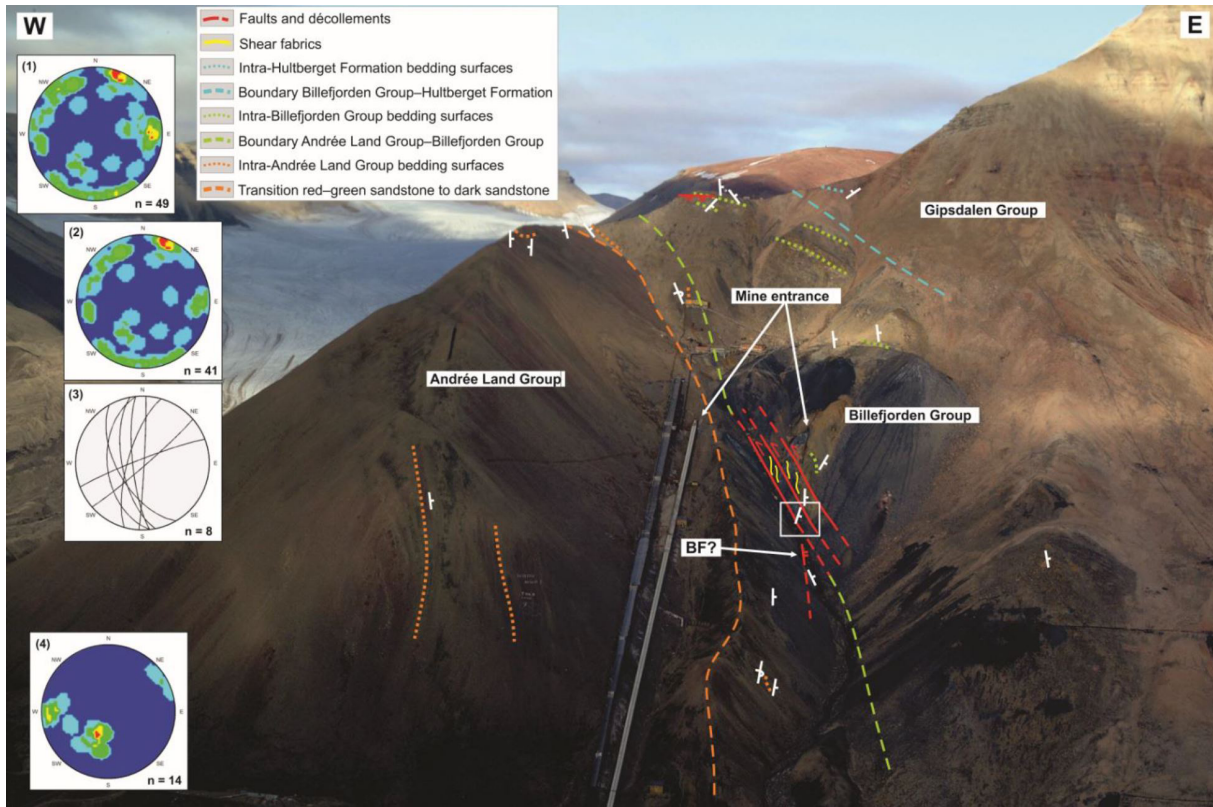 W
E
Faults and décollements
Shear fabrics
Intra-Hultberget Formation bedding surfaces
Boundary Billefjorden Group–Hultberget Formation
Intra-Billefjorden Group bedding surfaces
Boundary Andrée Land Group–Billefjorden Group
Intra-Andrée Land Group bedding surfaces
Transition red–green sandstone to dark sandstone
(1)
N
NW
NE
W
E
SW
SE
S
n = 49
(2)
N
NW
NE
W
E
SW
SE
S
n = 41
(3)
N
NW
NE
W
E
SW
SE
S
n = 8
(4)
N
NW
NE
W
E
SW
SE
S
n = 14
Gipsdalen Group
Mine entrance
Andrée Land Group
Billefjorden Group
BF?